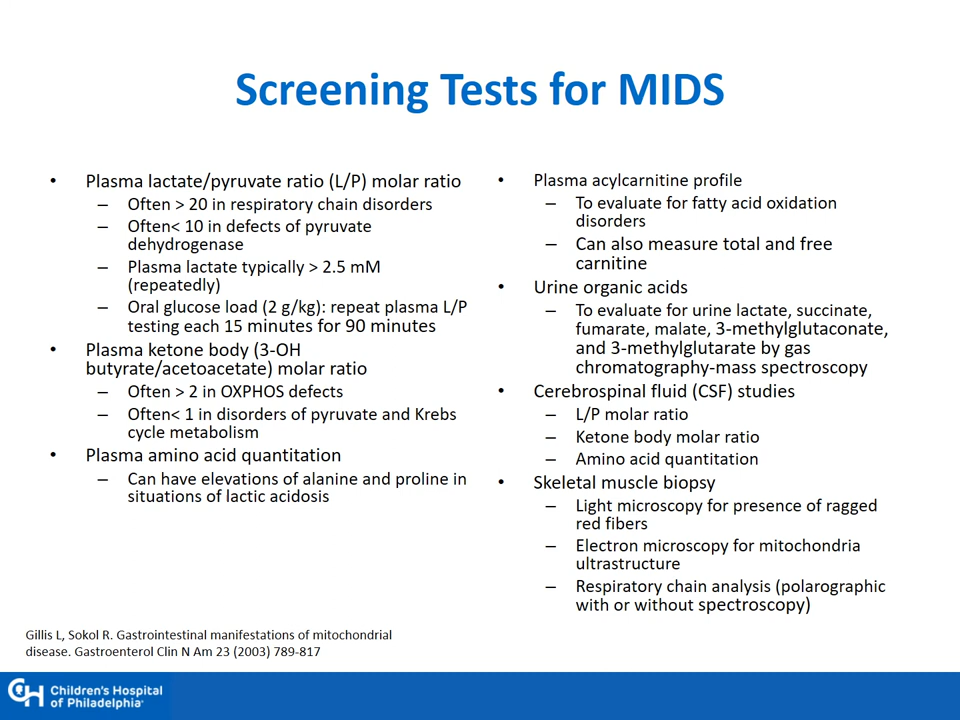 Screening Tests for MIDS
• Plasma lactate/pyruvate ratio (L/P) molar ratio
– Often > 20 in respiratory chain disorders
– Often< 10 in defects of pyruvate
dehydrogenase
– Plasma lactate typically > 2.5 mM
(repeatedly)
– Oral glucose load (2 g/kg): repeat plasma L/P
testing each 15 minutes for 90 minutes
• Plasma ketone body (3-OH
butyrate/acetoacetate) molar ratio
– Often > 2 in OXPHOS defects
– Often< 1 in disorders of pyruvate and Krebs
cycle metabolism
• Plasma amino acid quantitation
– Can have elevations of alanine and proline in
situations of lactic acidosis
• Plasma acylcarnitine profile
– To evaluate for fatty acid oxidation
disorders
– Can also measure total and free
carnitine
• Urine organic acids
– To evaluate for urine lactate, succinate,
fumarate, malate, 3-methylglutaconate,
and 3-methylglutarate by gas
chromatography-mass spectroscopy
• Cerebrospinal fluid (CSF) studies
– L/P molar ratio
– Ketone body molar ratio
– Amino acid quantitation
• Skeletal muscle biopsy
– Light microscopy for presence of ragged
red fibers
– Electron microscopy for mitochondria
ultrastructure
– Respiratory chain analysis (polarographic
with or without spectroscopy)
Gillis L, Sokol R. Gastrointestinal manifestations of mitochondrial
disease. Gastroenterol Clin N Am 23 (2003) 789-817
CH Children's Hospital
of Philadelphia